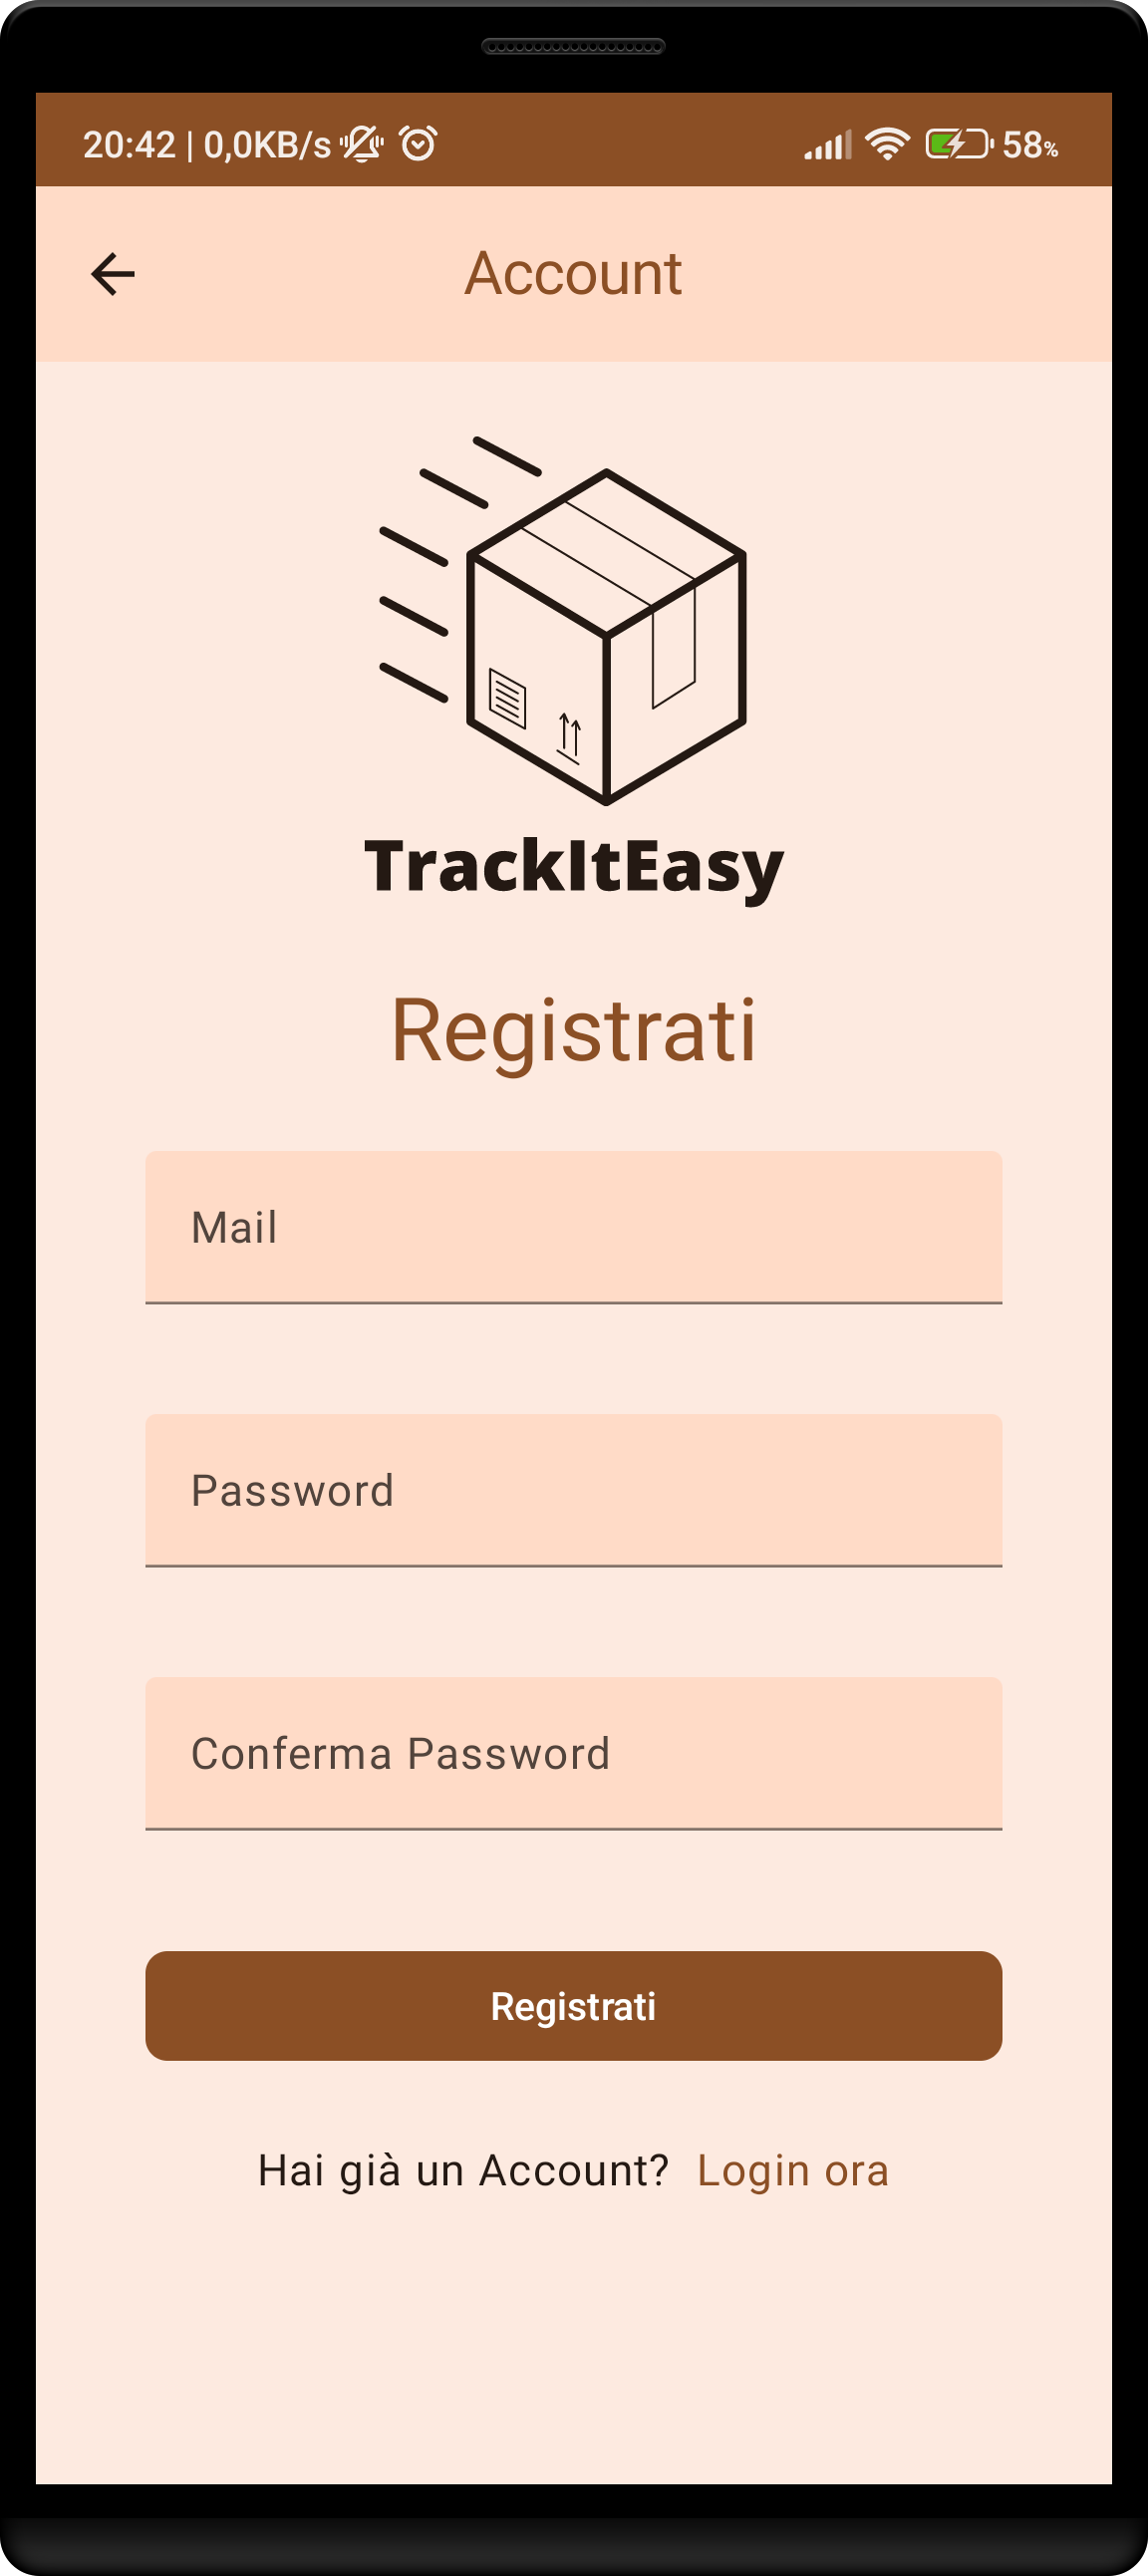 20:42 | 0,0KB/s 58%
Account
TrackItEasy
Registrati
Mail
Password
Conferma Password
Registrati
Hai già un Account? Login ora